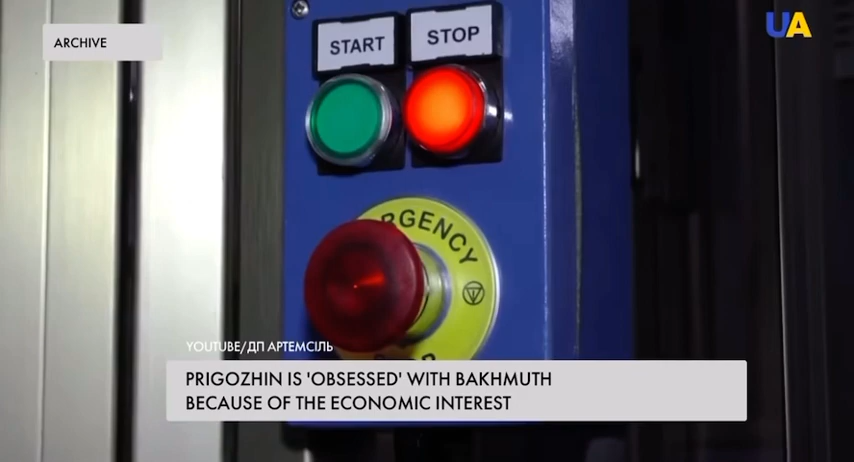 ARCHIVE
UA
START
STOP
RGENCY
YOUTUBE/ДП АРТЕМСІЛЬ
PRIGOZHIN IS 'OBSESSED' WITH BAKHMUTH
BECAUSE OF THE ECONOMIC INTEREST